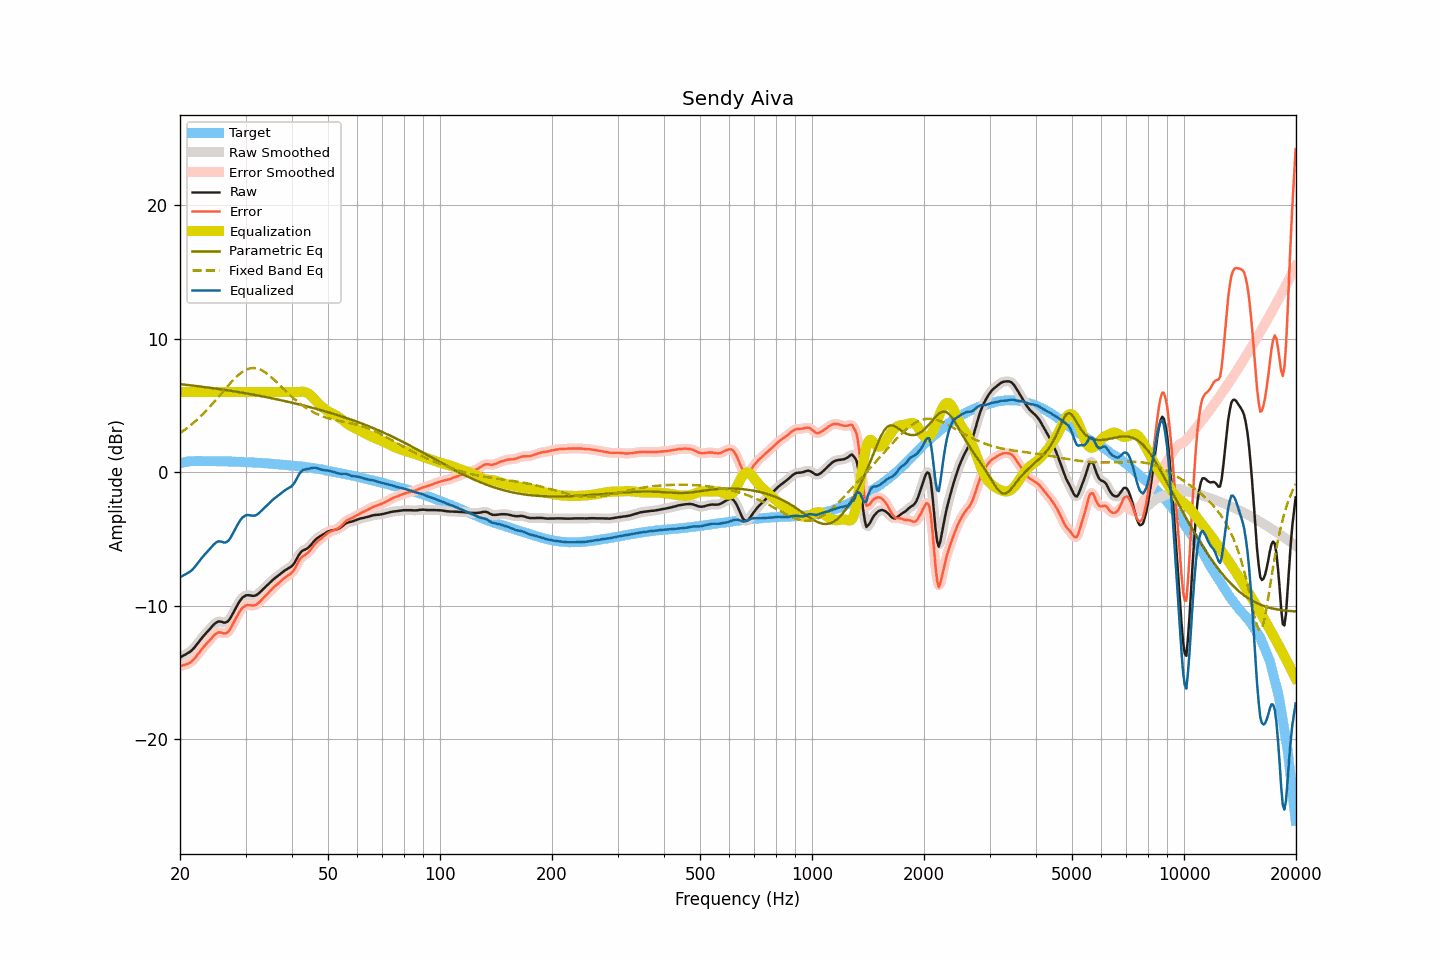 Sendy Aiva
Target
Raw Smoothed
Error Smoothed
Raw
Error
Equalization
Parametric Eq
Fixed Band Eq
Equalized
20
10
0
−10
−20
Amplitude (dBr)
20 50 100 200 500 1000 2000 5000 10000 20000
Frequency (Hz)